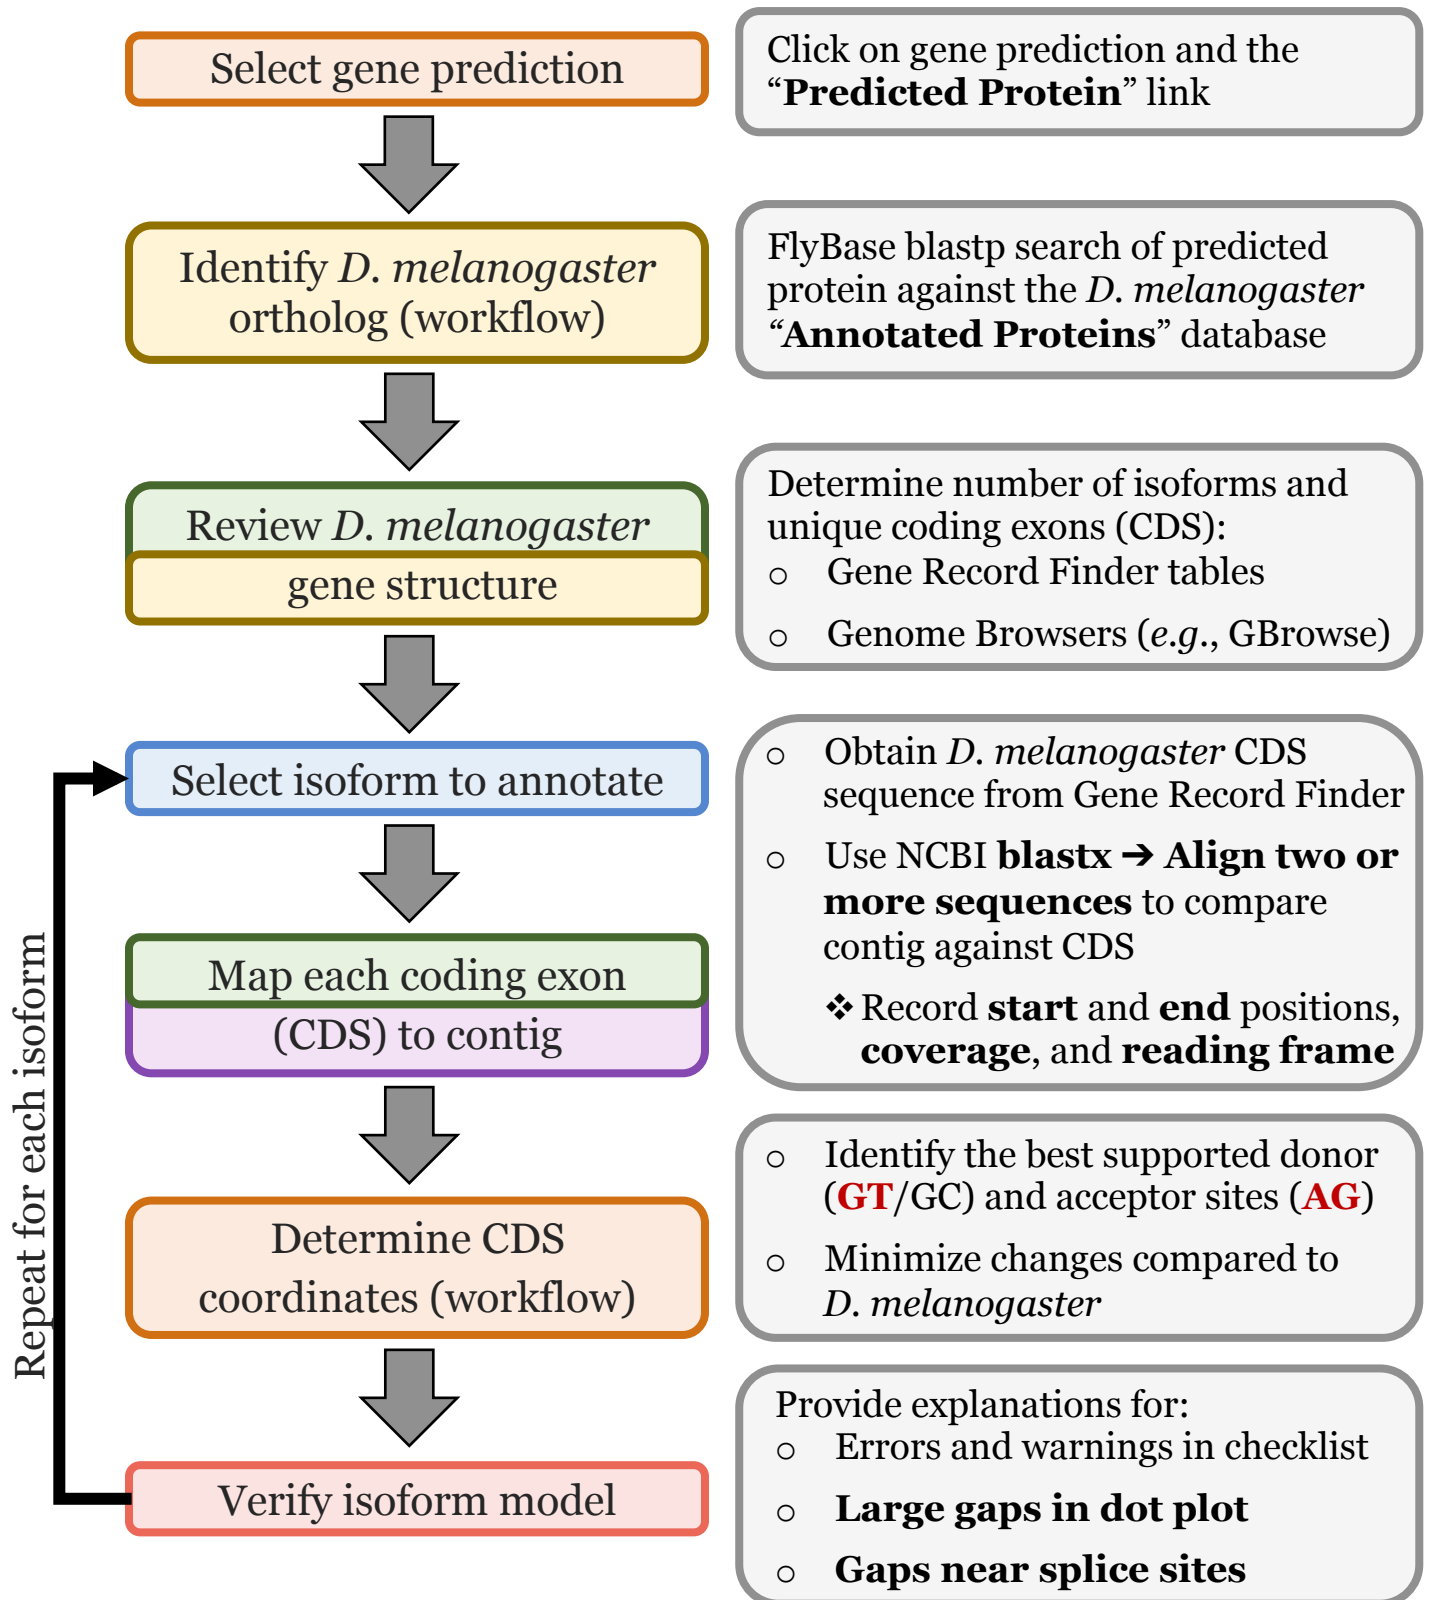 Select gene prediction
Click on gene prediction and the
“Predicted Protein” link
Identify D. melanogaster
ortholog (workflow)
FlyBase blastp search of predicted
protein against the D. melanogaster
“Annotated Proteins” database
Review D. melanogaster
gene structure
Determine number of isoforms and
unique coding exons (CDS):
o Gene Record Finder tables
o Genome Browsers (e.g., GBrowse)
Select isoform to annotate
Map each coding exon
(CDS) to contig
o Obtain D. melanogaster CDS
sequence from Gene Record Finder
o Use NCBI blastx ➔ Align two or
more sequences to compare
contig against CDS
❖ Record start and end positions,
coverage, and reading frame
Determine CDS
coordinates (workflow)
o Identify the best supported donor
(GT/GC) and acceptor sites (AG)
o Minimize changes compared to
D. melanogaster
Verify isoform model
Provide explanations for:
o Errors and warnings in checklist
o Large gaps in dot plot
o Gaps near splice sites
Repeat for each isoform